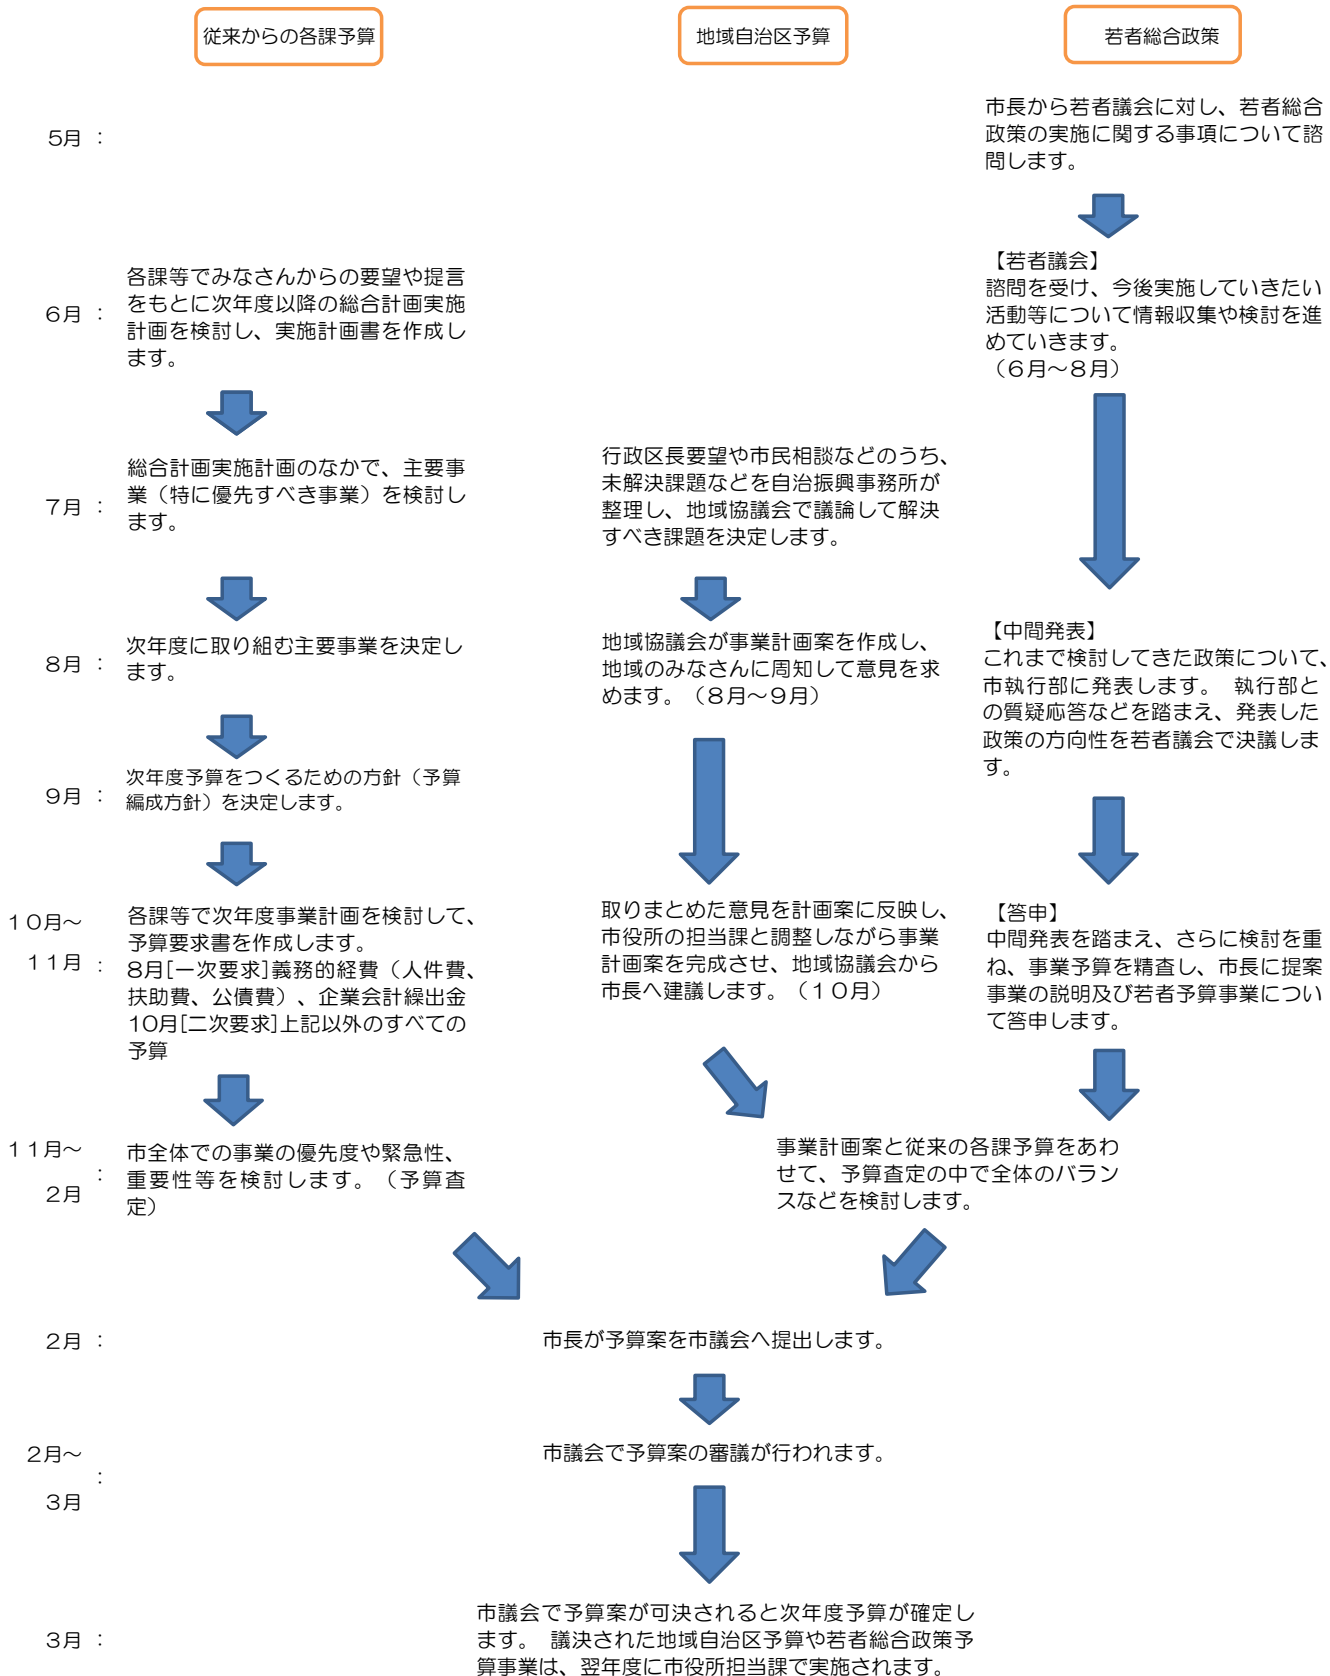 従来からの各課予算
地域自治区予算
若者総合政策
5月 :
市長から若者議会に対し、若者総合
政策の実施に関する事項について諮
問します。
6月 :
各課等でみなさんからの要望や提言
をもとに次年度以降の総合計画実施
計画を検討し、実施計画書を作成し
ます。
【若者議会】
諮問を受け、今後実施していきたい
活動等について情報収集や検討を進
めていきます。
（6月～8月）
7月 :
総合計画実施計画のなかで、主要事
業（特に優先すべき事業）を検討し
ます。
行政区長要望や市民相談などのうち、
未解決課題などを自治振興事務所が
整理し、地域協議会で議論して解決
すべき課題を決定します。
8月 :
次年度に取り組む主要事業を決定し
ます。
地域協議会が事業計画案を作成し、
地域のみなさんに周知して意見を求
めます。（8月～9月）
【中間発表】
これまで検討してきた政策について、
市執行部に発表します。 執行部と
の質疑応答などを踏まえ、発表した
政策の方向性を若者議会で決議しま
す。
9月 :
次年度予算をつくるための方針（予算
編成方針）を決定します。
10月～
11月 :
各課等で次年度事業計画を検討して、
予算要求書を作成します。
8月[一次要求]義務的経費（人件費、
扶助費、公債費）、企業会計繰出金
10月[二次要求]上記以外のすべての
予算
取りまとめた意見を計画案に反映し、
市役所の担当課と調整しながら事業
計画案を完成させ、地域協議会から
市長へ建議します。（10月）
【答申】
中間発表を踏まえ、さらに検討を重
ね、事業予算を精査し、市長に提案
事業の説明及び若者予算事業につい
て答申します。
11月～
:
2月
市全体での事業の優先度や緊急性、
重要性等を検討します。（予算査
定）
事業計画案と従来の各課予算をあわ
せて、予算査定の中で全体のバラン
スなどを検討します。
2月 :
市長が予算案を市議会へ提出します。
2月～
:
3月
市議会で予算案の審議が行われます。
3月 :
市議会で予算案が可決されると次年度予算が確定し
ます。 議決された地域自治区予算や若者総合政策予
算事業は、翌年度に市役所担当課で実施されます。